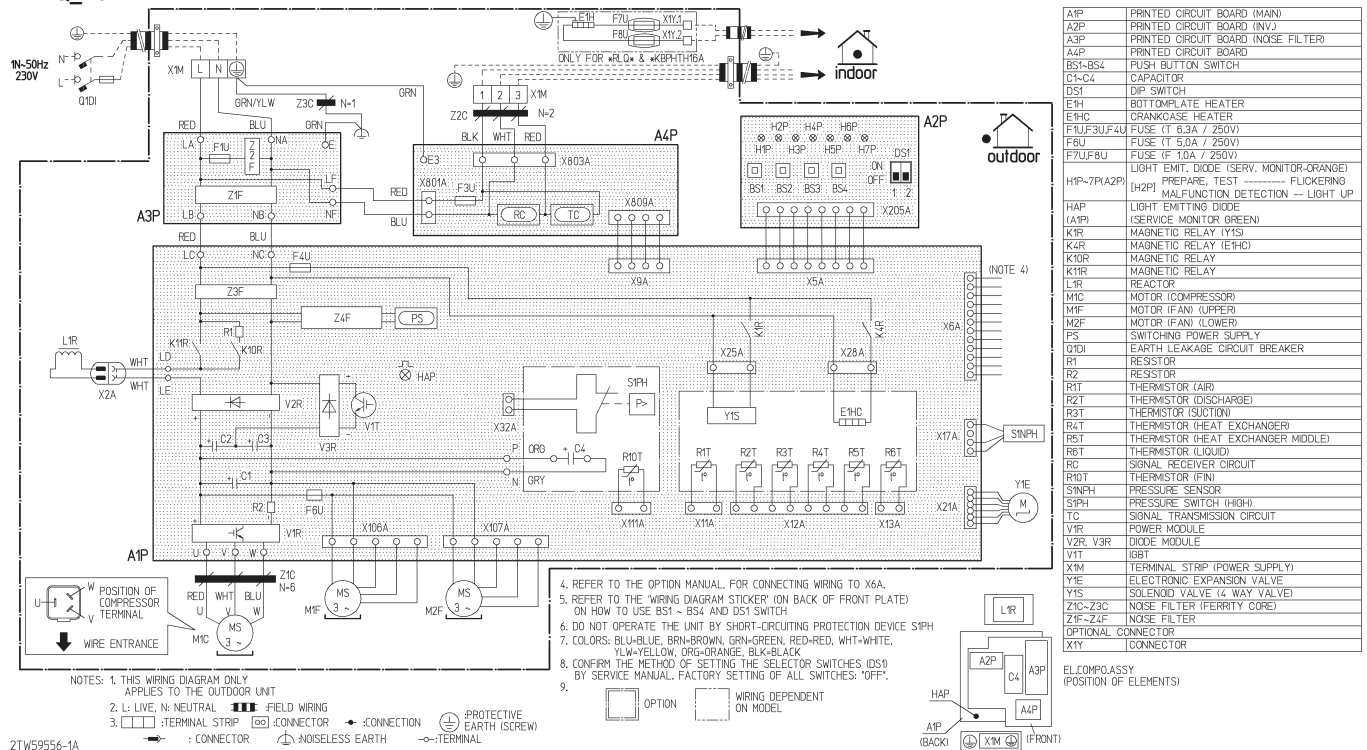 1N~50Hz
230V
N
L
Q1DI
X1M
L N
E1H
F7U
F8U
X1Y.1
X1Y.2
ONLY FOR *RLQ* & *KBPHTH16A
indoor
GRN/YLW
Z3C
N=1
GRN
GRN
1 2 3
X1M
Z2C
N=2
BLK
WHT
RED
RED
BLU
LA
NA
E
F1U
Z2F
Z1F
LF
NF
LB
NB
A3P
E3
X801A
RED
BLU
F3U
X803A
A4P
RC
TC
X809A
A2P
H2P H4P H6P
H1P H3P H5P H7P
DS1
ON
OFF
1 2
BS1 BS2 BS3 BS4
X205A
outdoor
RED
BLU
LC
NC
F4U
X9A
X5A
(NOTE 4)
Z3F
Z4F
PS
R1
K11R
K10R
K1R
K4R
X6A
L1R
WHT
LD
X2A
WHT
LE
HAP
X25A
X28A
S1PH
P>
V2R
V1T
V3R
C2
C3
X32A
Y1S
E1HC
X17A
S1NPH
P
ORG
C4
N
GRY
R10T
t°
R1T R2T R3T R4T R5T R6T
t° t° t° t° t° t°
C1
R2
F6U
X106A
X107A
X111A
X11A
X12A
X13A
X21A
Y1E
M
V1R
A1P
U V W
Z1C
N=6
RED WHT BLU
U V W
M1C
MS
3 ~
M1F
MS
3 ~
M2F
MS
3 ~
U
W
V
POSITION OF
COMPRESSOR
TERMINAL
WIRE ENTRANCE
NOTES: 1. THIS WIRING DIAGRAM ONLY
APPLIES TO THE OUTDOOR UNIT
2. L: LIVE, N: NEUTRAL :FIELD WIRING
3. :TERMINAL STRIP :CONNECTOR :CONNECTION :PROTECTIVE
EARTH (SCREW)
: CONNECTOR :NOISELESS EARTH :TERMINAL
4. REFER TO THE OPTION MANUAL. FOR CONNECTING WIRING TO X6A.
5. REFER TO THE 'WIRING DIAGRAM STICKER' (ON BACK OF FRONT PLATE)
ON HOW TO USE BS1 ~ BS4 AND DS1 SWITCH
6. DO NOT OPERATE THE UNIT BY SHORT-CIRCUITING PROTECTION DEVICE S1PH
7. COLORS: BLU=BLUE, BRN=BROWN, GRN=GREEN, RED=RED, WHT=WHITE,
YLW=YELLOW, ORG=ORANGE, BLK=BLACK
8. CONFIRM THE METHOD OF SETTING THE SELECTOR SWITCHES (DS1)
BY SERVICE MANUAL. FACTORY SETTING OF ALL SWITCHES: "OFF".
9.
OPTION
WIRING DEPENDENT
ON MODEL
2TW59556-1A
L1R
A2P
C4
A3P
HAP
A4P
A1P
(BACK)
X1M
(FRONT)
A1P PRINTED CIRCUIT BOARD (MAIN)
A2P PRINTED CIRCUIT BOARD (INV.)
A3P PRINTED CIRCUIT BOARD (NOISE FILTER)
A4P PRINTED CIRCUIT BOARD
BS1~BS4 PUSH BUTTON SWITCH
C1~C4 CAPACITOR
DS1 DIP SWITCH
E1H BOTTOMPLATE HEATER
E1HC CRANKCASE HEATER
F1U,F3U,F4U FUSE (T 6,3A / 250V)
F6U FUSE (T 5,0A / 250V)
F7U,F8U FUSE (F 1,0A / 250V)
H1P~7P(A2P) LIGHT EMIT. DIODE (SERV. MONITOR-ORANGE)
[H2P] PREPARE, TEST --------- FLICKERING
MALFUNCTION DETECTION -- LIGHT UP
HAP LIGHT EMITTING DIODE
(A1P) (SERVICE MONITOR GREEN)
K1R MAGNETIC RELAY (Y1S)
K4R MAGNETIC RELAY (E1HC)
K10R MAGNETIC RELAY
K11R MAGNETIC RELAY
L1R REACTOR
M1C MOTOR (COMPRESSOR)
M1F MOTOR (FAN) (UPPER)
M2F MOTOR (FAN) (LOWER)
PS SWITCHING POWER SUPPLY
Q1DI EARTH LEAKAGE CIRCUIT BREAKER
R1 RESISTOR
R2 RESISTOR
R1T THERMISTOR (AIR)
R2T THERMISTOR (DISCHARGE)
R3T THERMISTOR (SUCTION)
R4T THERMISTOR (HEAT EXCHANGER)
R5T THERMISTOR (HEAT EXCHANGER MIDDLE)
R6T THERMISTOR (LIQUID)
RC SIGNAL RECEIVER CIRCUIT
R10T THERMISTOR (FIN)
S1NPH PRESSURE SENSOR
S1PH PRESSURE SWITCH (HIGH)
TC SIGNAL TRANSMISSION CIRCUIT
V1R POWER MODULE
V2R, V3R DIODE MODULE
V1T IGBT
X1M TERMINAL STRIP (POWER SUPPLY)
Y1E ELECTRONIC EXPANSION VALVE
Y1S SOLENOID VALVE (4 WAY VALVE)
Z1C~Z3C NOISE FILTER (FERRITY CORE)
Z1F~Z4F NOISE FILTER
OPTIONAL CONNECTOR
X1Y CONNECTOR
EL.COMPO.ASSY
(POSITION OF ELEMENTS)